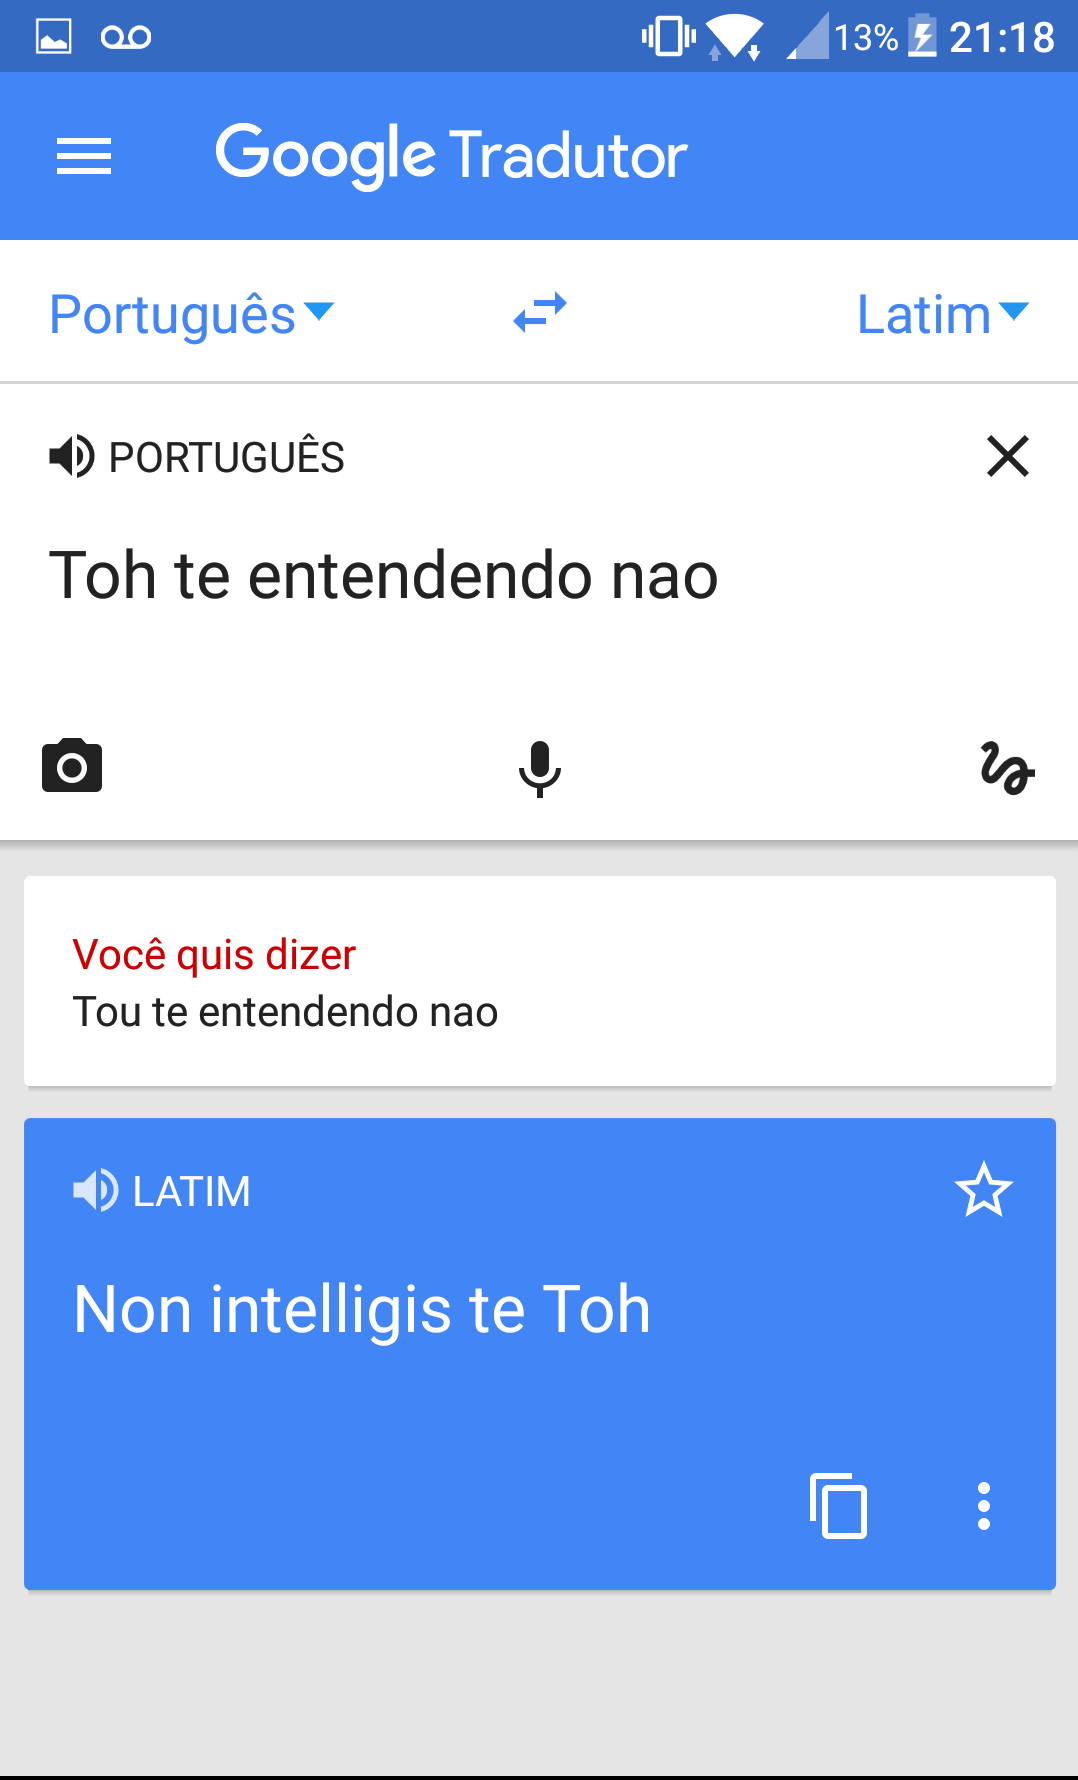 13% 21:18
Google Tradutor
Português Latim
PORTUGUÊS
Toh te entendendo nao
Você quis dizer
Tou te entendendo nao
LATIM
Non intelligis te Toh